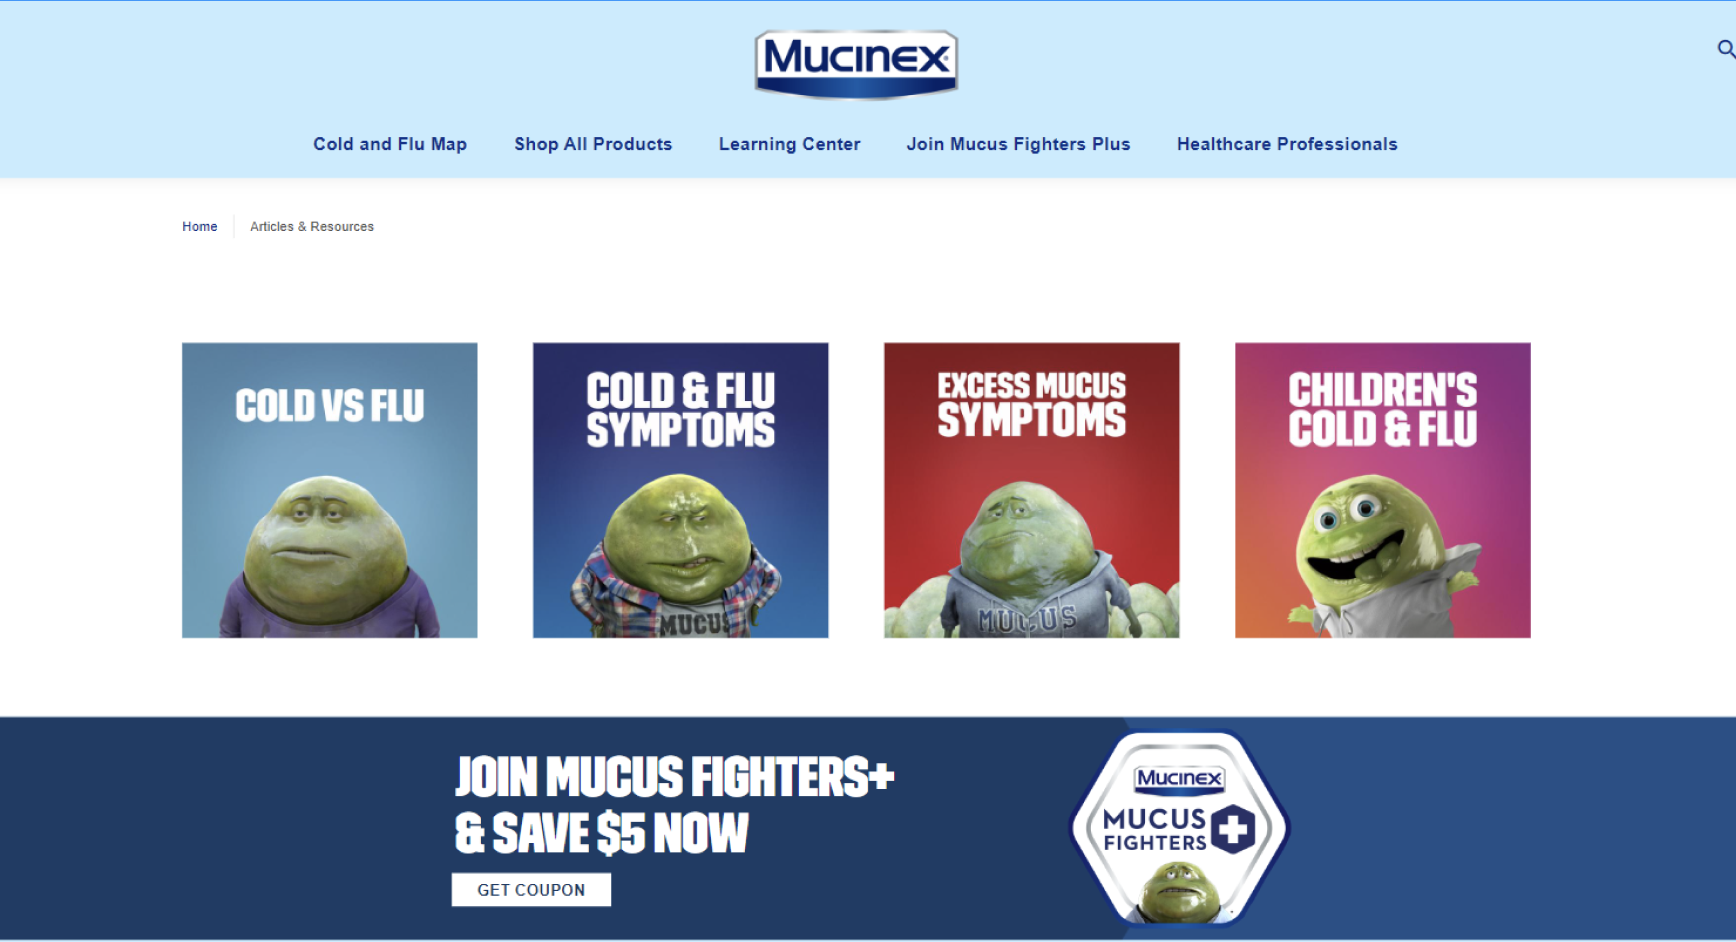 Mucinex
Cold and Flu Map
Shop All Products
Learning Center
Join Mucus Fighters Plus
Healthcare Professionals
Home
Articles & Resources
COLD VS FLU
COLD & FLU
SYMPTOMS
MUCUS
EXCESS MUCUS
SYMPTOMS
MUCUS
CHILDREN'S
COLD & FLU
JOIN MUCUS FIGHTERS+
& SAVE $5 NOW
GET COUPON
Mucinex
MUCUS
FIGHTERS